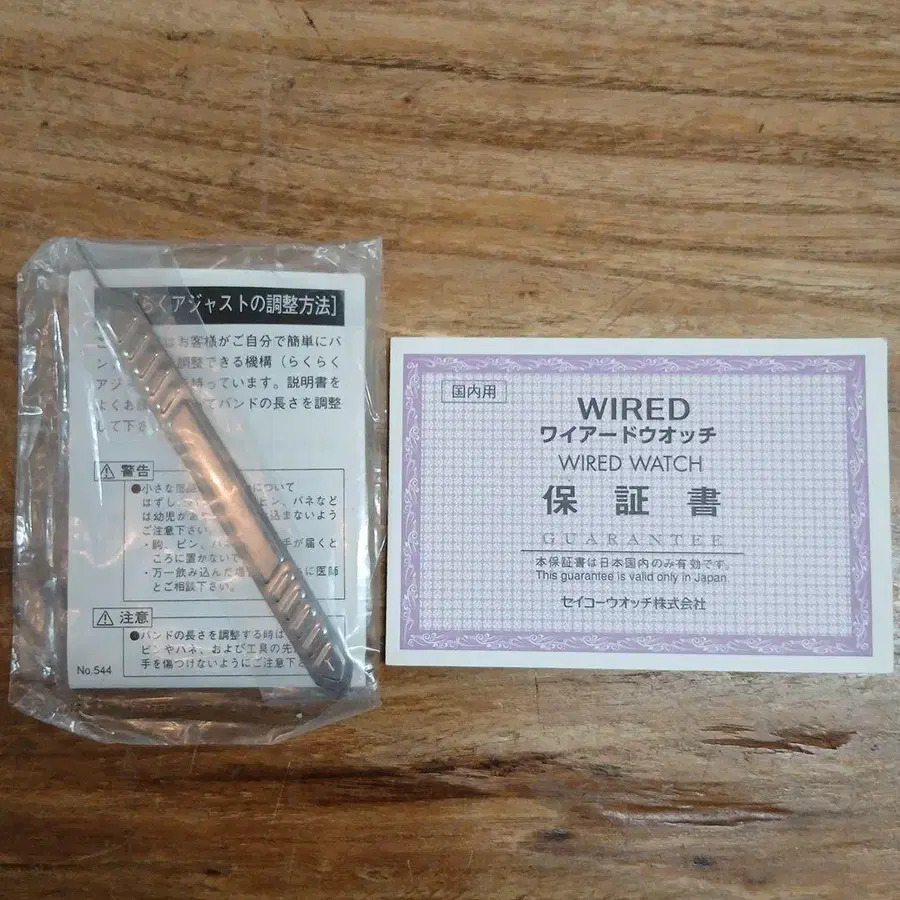 らくアジャストの調整方法]
はお客様がご自分で簡単にバ
調整できる機構(らくらく
アジ 持っています。説明書を
よくお てバンドの長さを調整
して下さ
警告
●小さな について
はずし ピン、バネなど
は幼児が 込まないよう
ご注意下さい
・胸、ピン、バ 手が届くと
ころに置かないで
・万一飲み込んだ場 に医師
とご相談下さい。
注意
●バンドの長さを調整する時は
ピンやハネ、および工具の先
手を傷つけないようにご注意下さ
No.544
国内用
WIRED
ワイアードウオッチ
WIRED WATCH
保証書
GUARANTEE
本保証書は日本国内のみ有効です。
This guarantee is valid only in Japan.
セイコーウオッチ株式会社